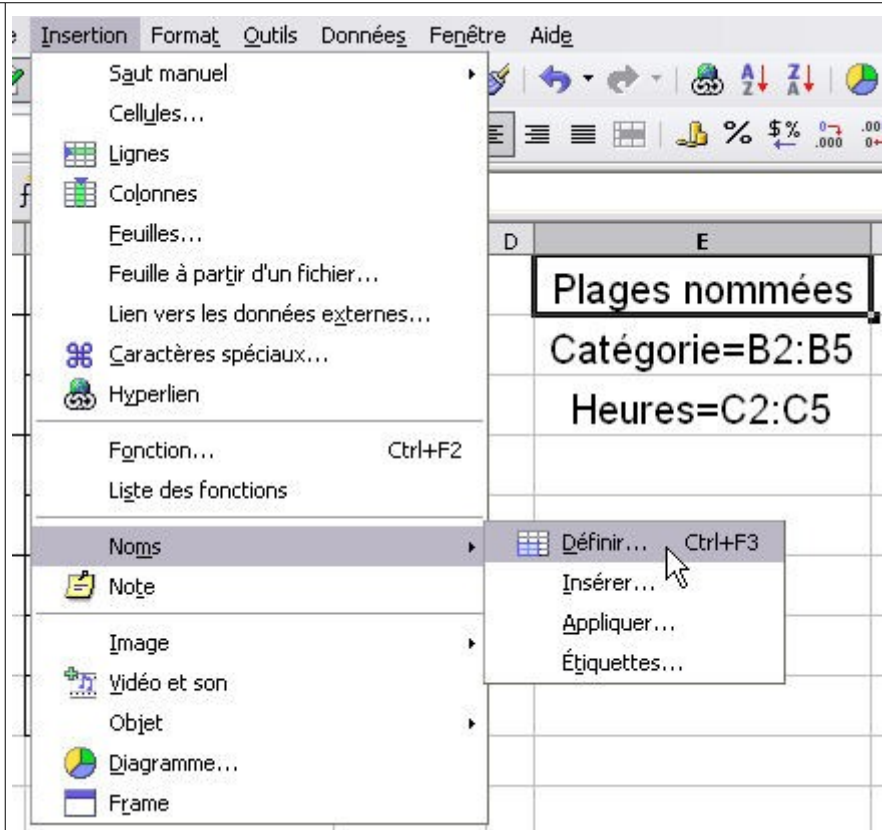 Insertion Format Outils Données Fenêtre Aide
Saut manuel
Cellules...
Lignes
Colonnes
Feuilles...
Feuille à partir d'un fichier...
Lien vers les données externes...
Caractères spéciaux...
Hyperlien
Fonction... Ctrl+F2
Liste des fonctions
Noms
Note
Image
Vidéo et son
Objet
Diagramme...
Frame
Définir... Ctrl+F3
Insérer...
Appliquer...
Étiquettes...
D E
Plages nommées
Catégorie=B2:B5
Heures=C2:C5